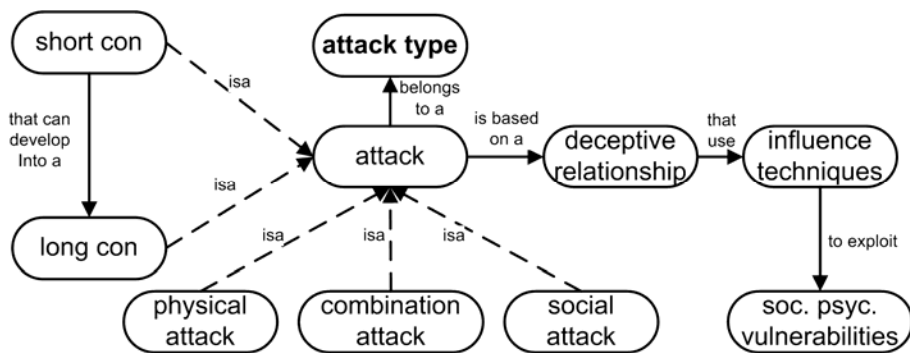 short con
attack type
isa
belongs
to a
that can
develop
Into a
is based
on a
that
use
attack
deceptive
relationship
influence
techniques
isa
long con
isa
isa
isa
to exploit
physical
attack
combination
attack
social
attack
soc. psyc.
vulnerabilities